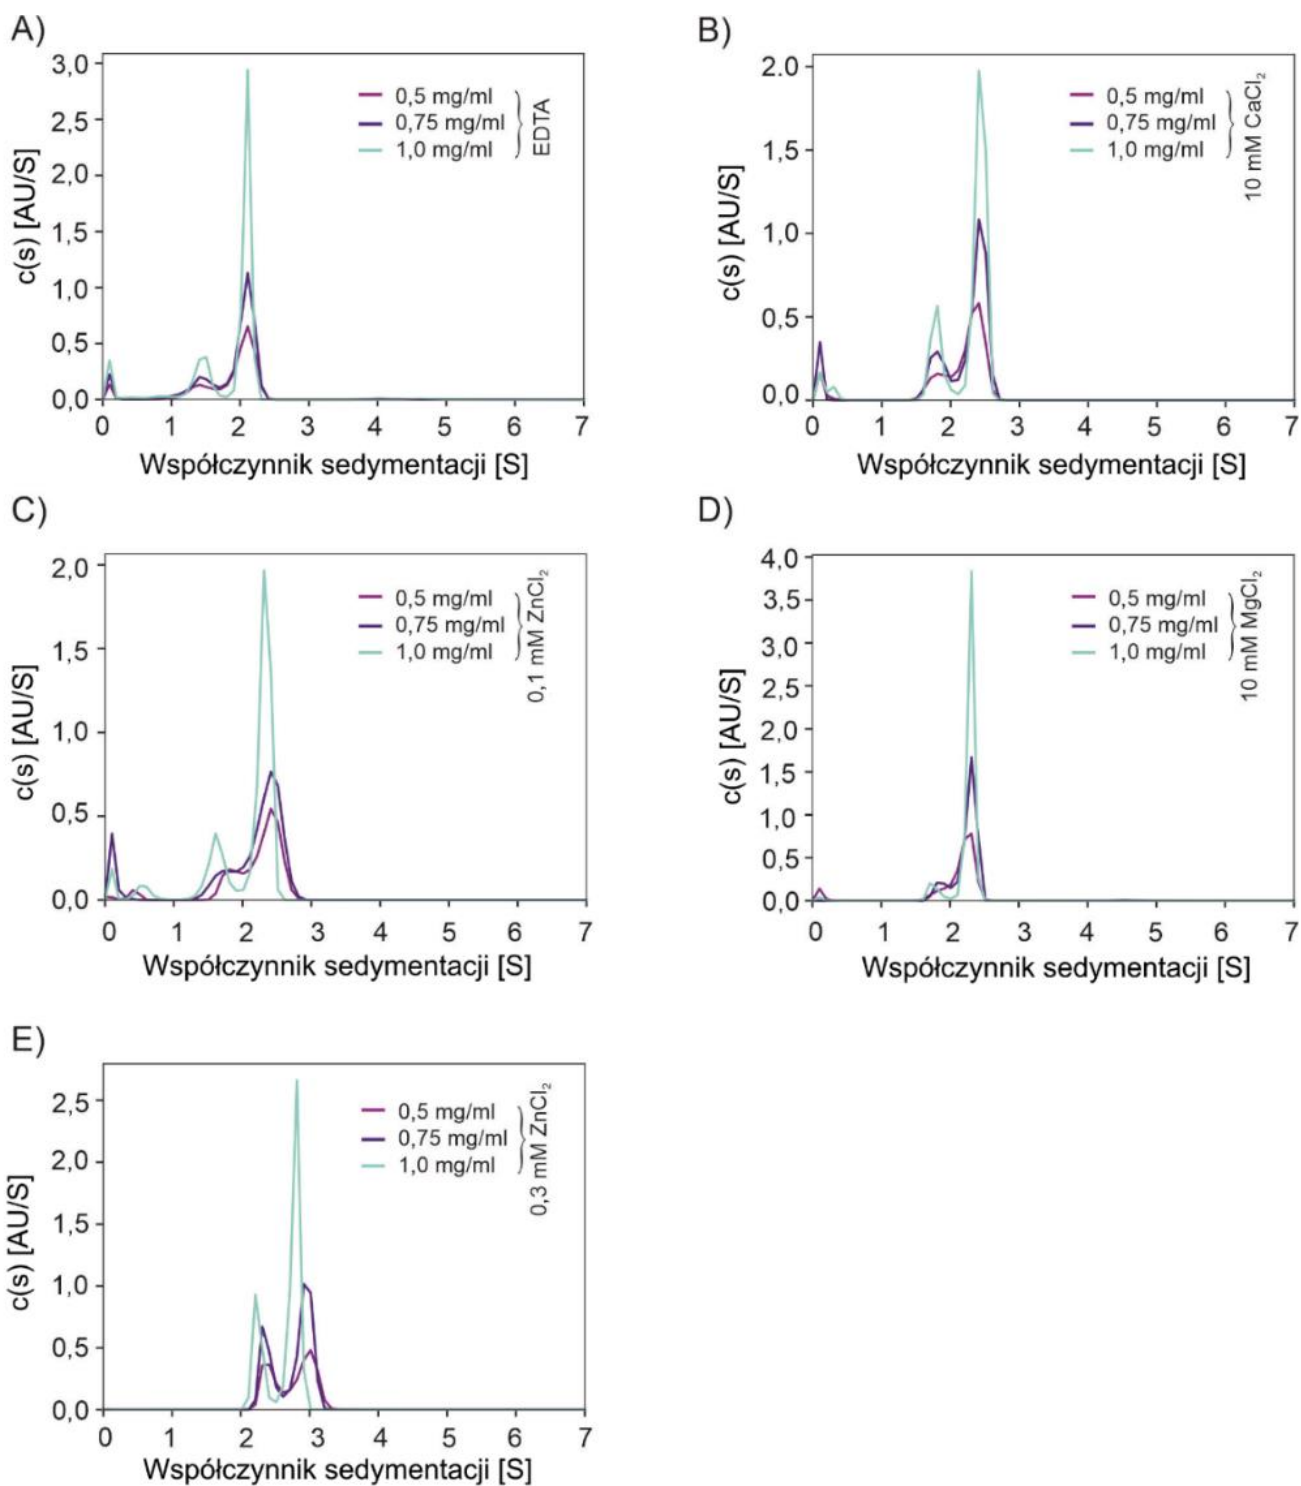 A)
3,0
2,5
2,0
1,5
1,0
0,5
0,0
0 1 2 3 4 5 6 7
c(s) [AU/S]
Współczynnik sedymentacji [S]
0,5 mg/ml
0,75 mg/ml
1,0 mg/ml
EDTA
B)
2.0
1,5
1,0
0,5
0.0
0 1 2 3 4 5 6 7
c(s) [AU/S]
Współczynnik sedymentacji [S]
0,5 mg/ml
0,75 mg/ml
1,0 mg/ml
10 mM CaCl₂
C)
2,0
1,5
1,0
0,5
0,0
0 1 2 3 4 5 6 7
c(s) [AU/S]
Współczynnik sedymentacji [S]
0,5 mg/ml
0,75 mg/ml
1,0 mg/ml
0,1 mM ZnCl₂
D)
4,0
3,5
3,0
2,5
2,0
1,5
1,0
0,5
0,0
0 1 2 3 4 5 6 7
c(s) [AU/S]
Współczynnik sedymentacji [S]
0,5 mg/ml
0,75 mg/ml
1,0 mg/ml
10 mM MgCl₂
E)
2,5
2,0
1,5
1,0
0,5
0,0
0 1 2 3 4 5 6 7
c(s) [AU/S]
Współczynnik sedymentacji [S]
0,5 mg/ml
0,75 mg/ml
1,0 mg/ml
0,3 mM ZnCl₂